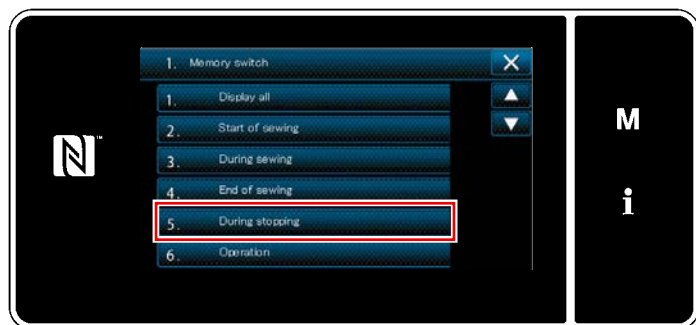 1. Memory switch
1. Display all
2. Start of sewing
3. During sewing
4. End of sewing
5. During stopping
6. Operation
N™
M
i